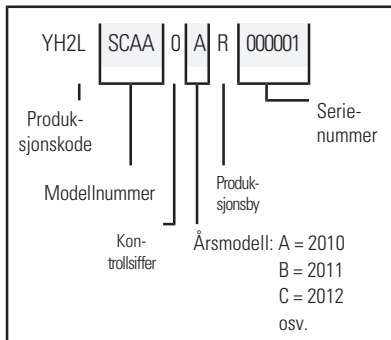 YH2L SCAA 0 A R 000001
Produk-
sjonskode
Serie-
nummer
Modellnummer
Produk-
sjonsby
Kon-
trollsiffer
Årsmodell: A = 2010
B = 2011
C = 2012
osv.